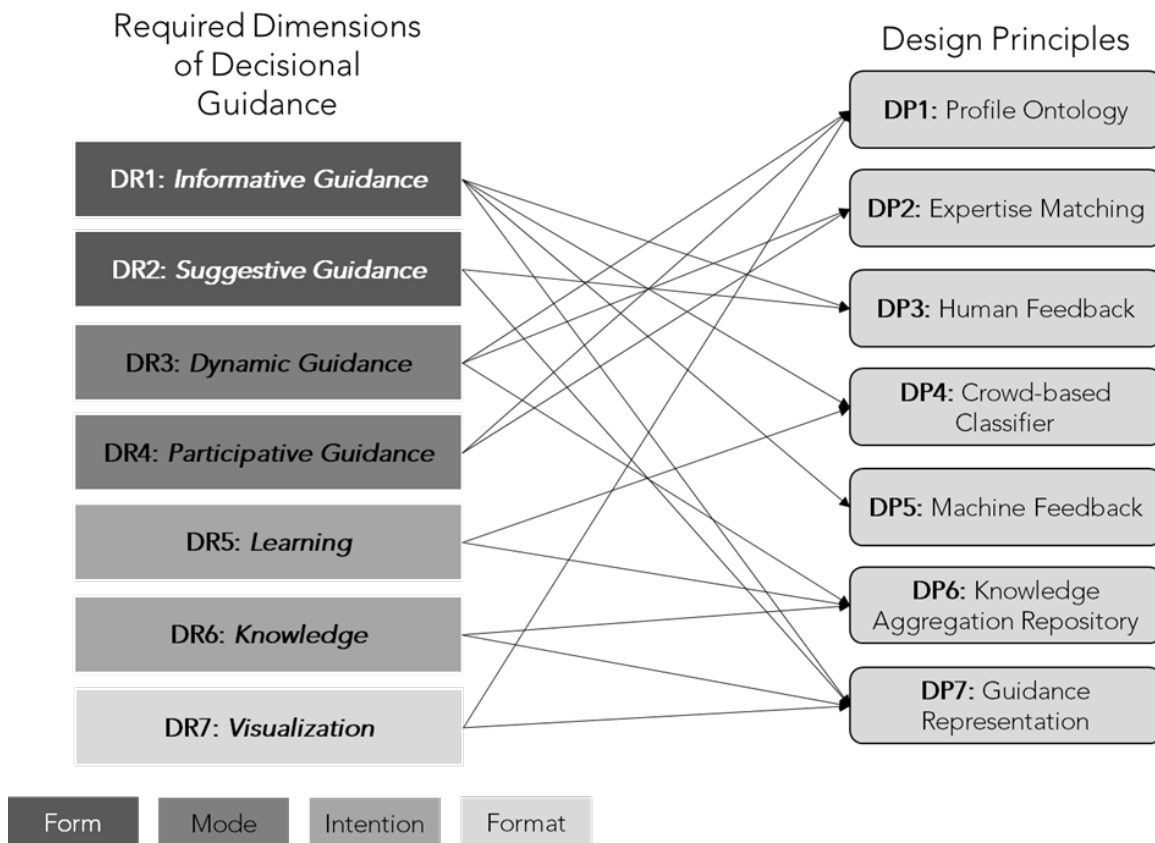 Required Dimensions
of Decisional
Guidance
Design Principles
DR1: Informative Guidance
DR2: Suggestive Guidance
DR3: Dynamic Guidance
DR4: Participative Guidance
DR5: Learning
DR6: Knowledge
DR7: Visualization
DP1: Profile Ontology
DP2: Expertise Matching
DP3: Human Feedback
DP4: Crowd-based
Classifier
DP5: Machine Feedback
DP6: Knowledge
Aggregation Repository
DP7: Guidance
Representation
Form
Mode
Intention
Format